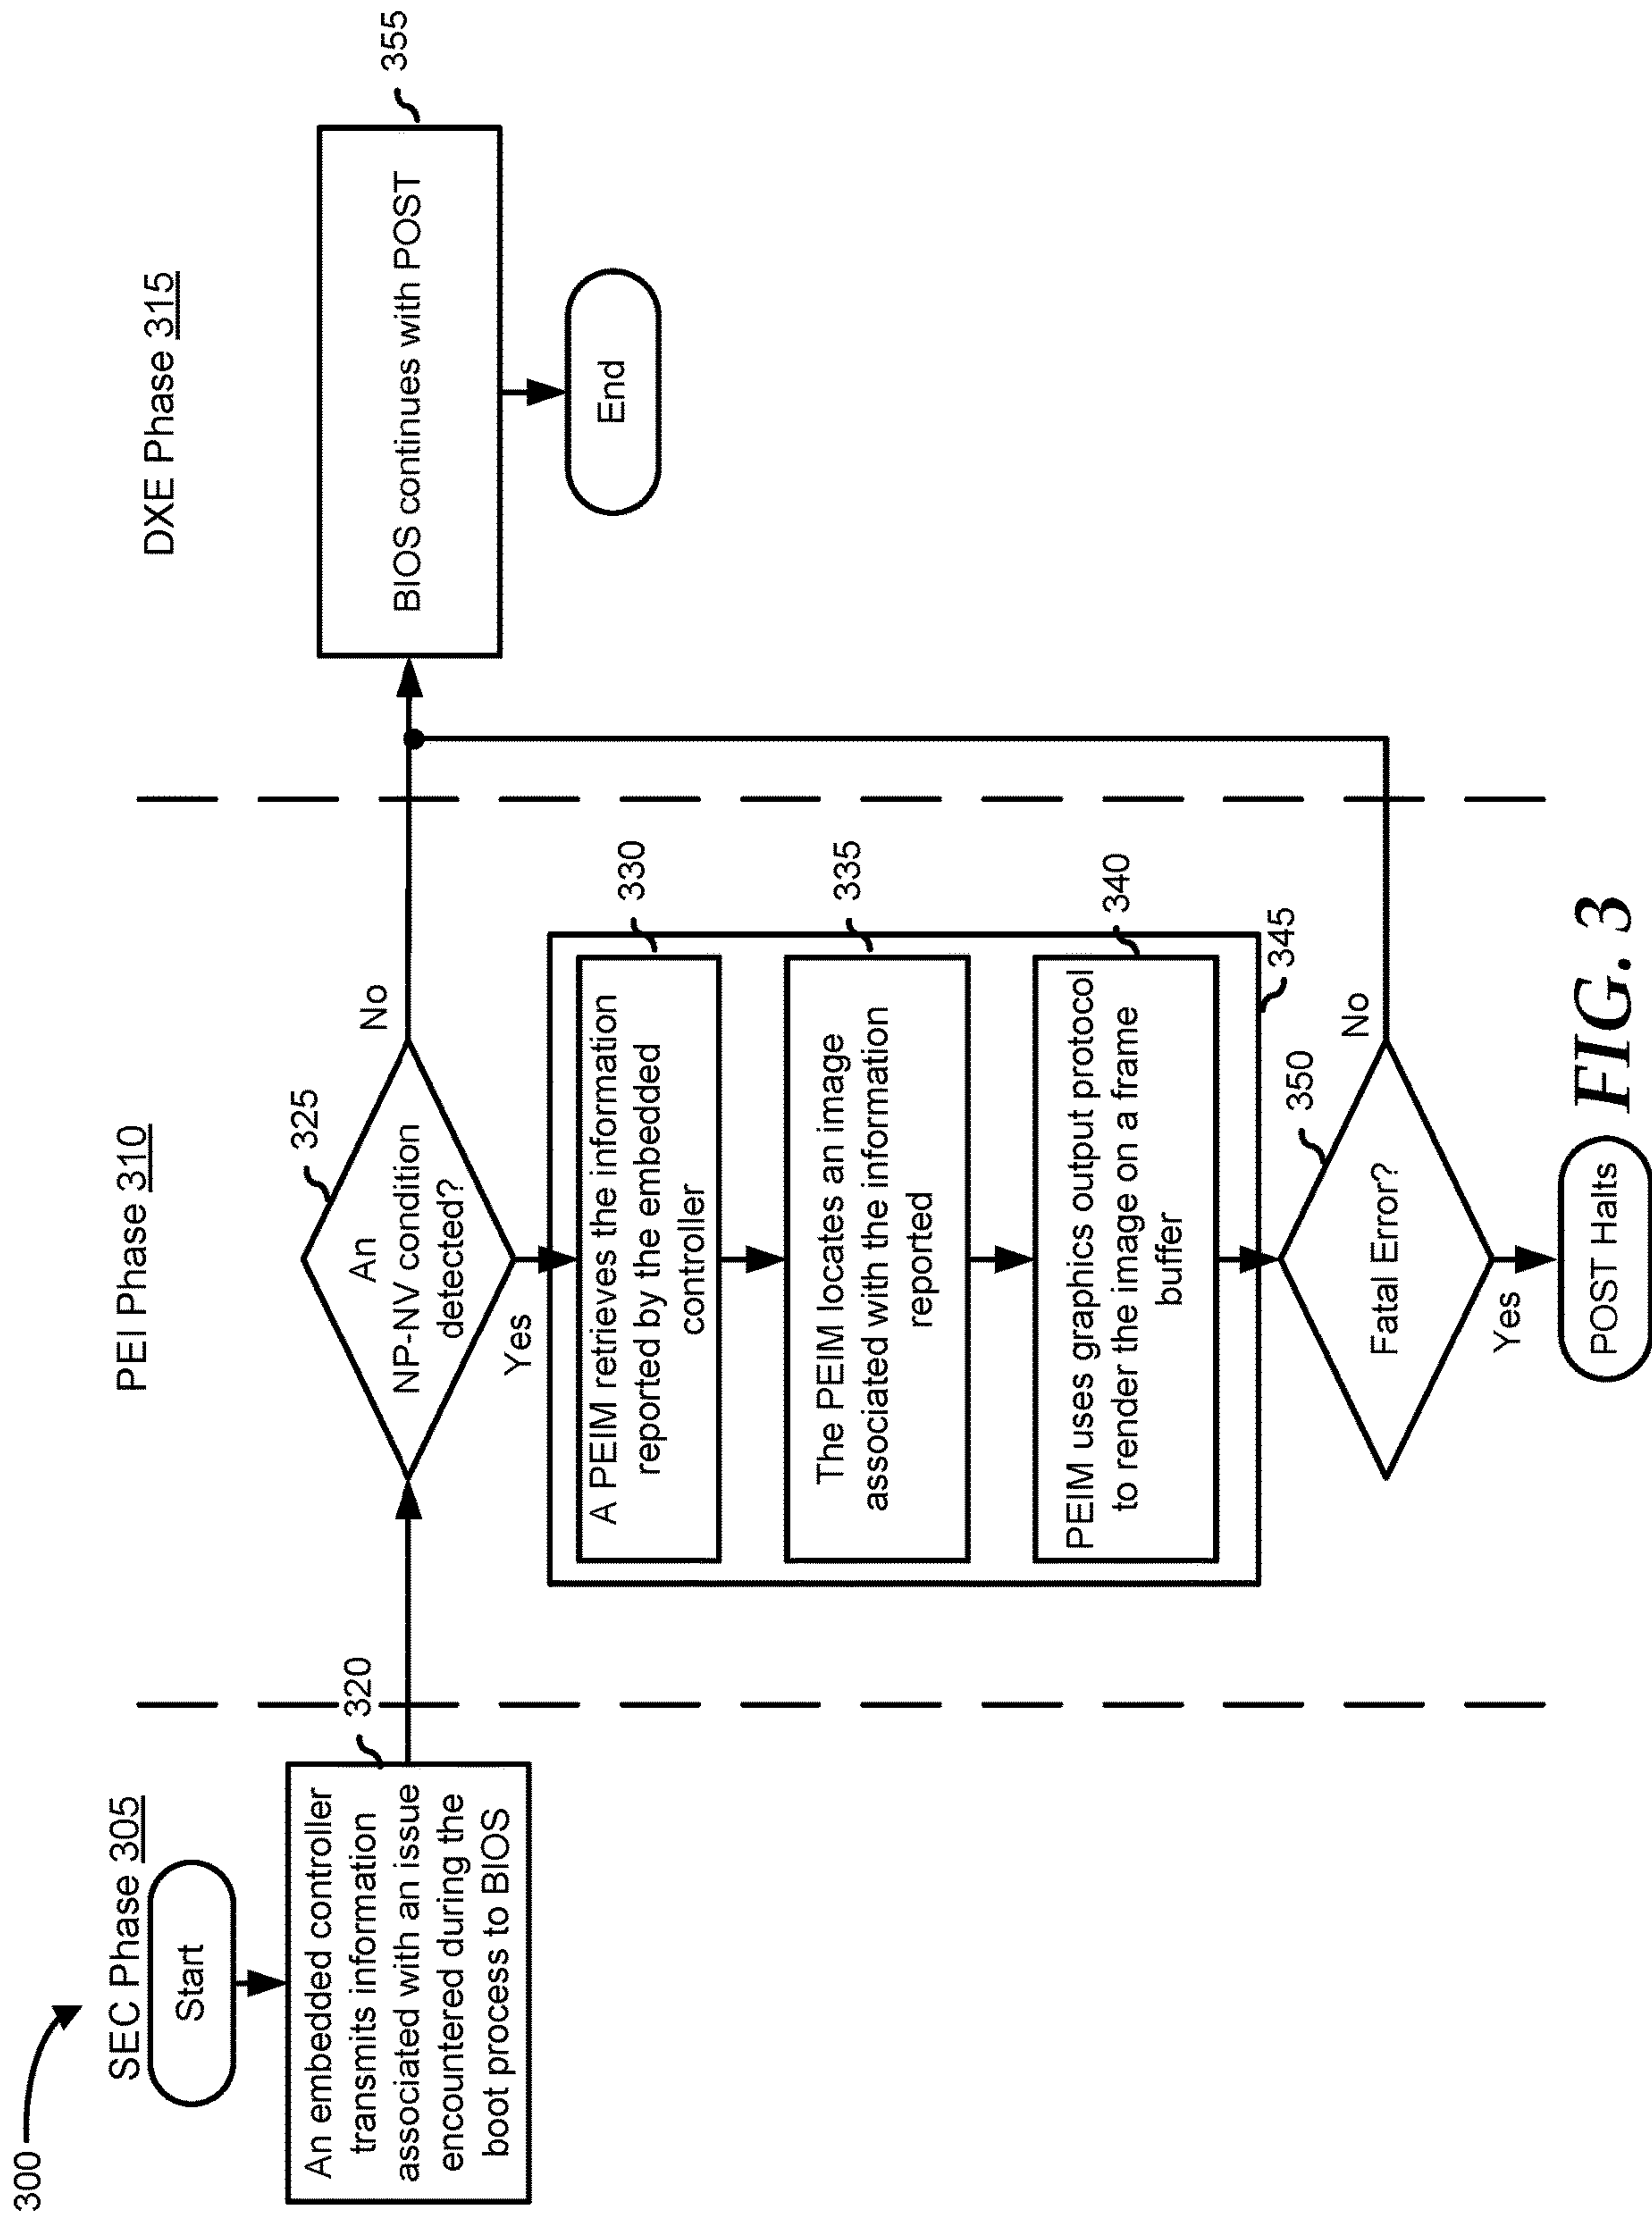 300
SEC Phase 305
Start
An embedded controller
transmits information
associated with an issue
encountered during the
boot process to BIOS
320
PEI Phase 310
An
NP-NV condition
detected?
325
No
Yes
A PEIM retrieves the information
reported by the embedded
controller
330
The PEIM locates an image
associated with the information
reported
335
PEIM uses graphics output protocol
to render the image on a frame
buffer
340
345
Fatal Error?
350
No
Yes
POST Halts
DXE Phase 315
BIOS continues with POST
355
End
FIG. 3